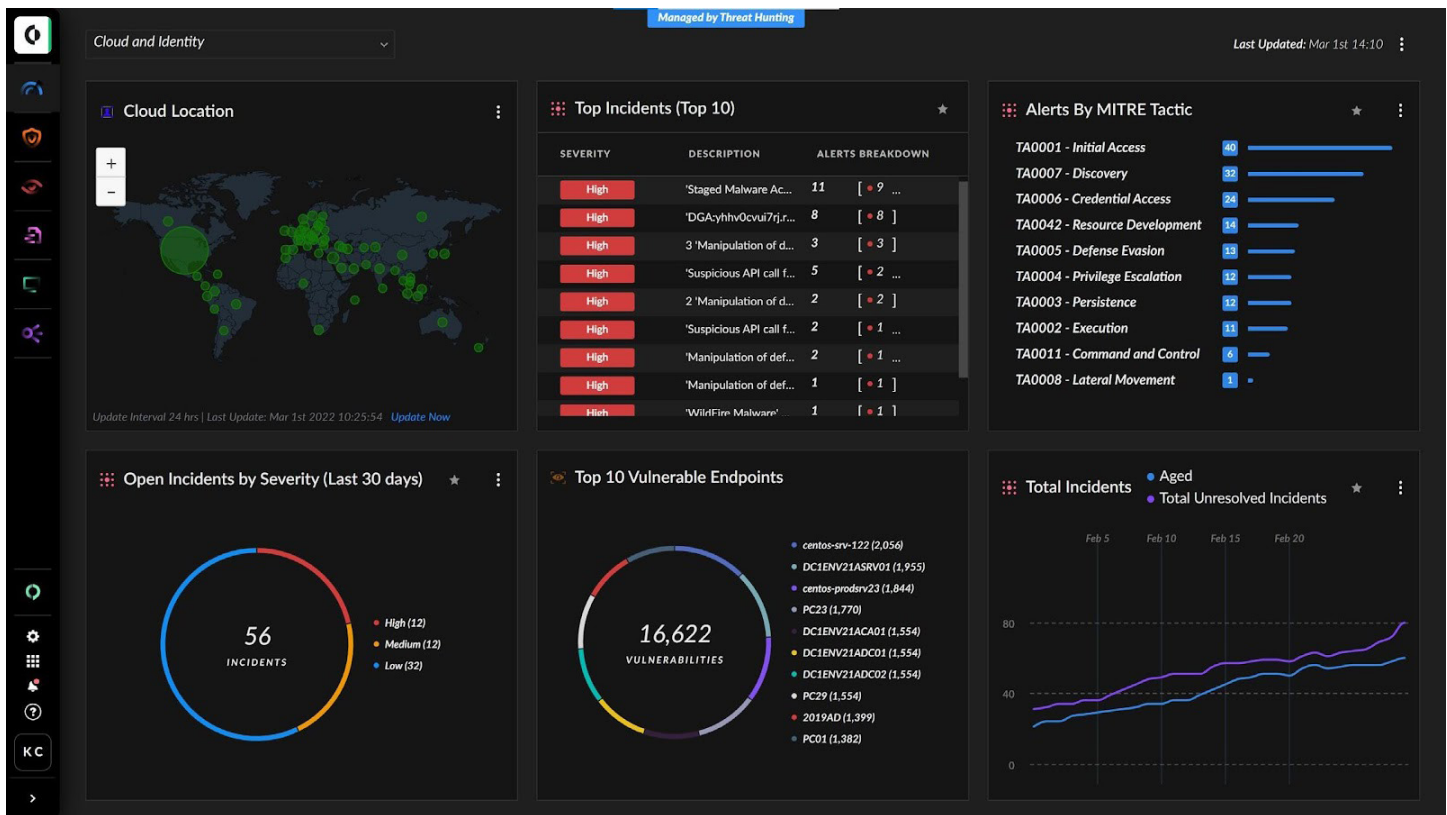 Managed by Threat Hunting
Cloud and Identity
Last Updated: Mar 1st 14:10
Cloud Location
+
−
Update Interval 24 hrs | Last Update: Mar 1st 2022 10:25:54 Update Now
Top Incidents (Top 10)
SEVERITY DESCRIPTION ALERTS BREAKDOWN
High 'Staged Malware Ac... 11 [ • 9 ...
High 'DGA:yhhv0cvui7rj.r... 8 [ • 8 ]
High 3 'Manipulation of d... 3 [ • 3 ]
High 'Suspicious API call f... 5 [ • 2 ...
High 2 'Manipulation of d... 2 [ • 2 ]
High 'Suspicious API call f... 2 [ • 1 ...
High 'Manipulation of def... 2 [ • 1 ...
High 'Manipulation of def... 1 [ • 1 ]
High 'WildFire Malware' ... 1 [ • 1 ]
Alerts By MITRE Tactic
TA0001 - Initial Access 40
TA0007 - Discovery 32
TA0006 - Credential Access 24
TA0042 - Resource Development 14
TA0005 - Defense Evasion 13
TA0004 - Privilege Escalation 12
TA0003 - Persistence 12
TA0002 - Execution 11
TA0011 - Command and Control 6
TA0008 - Lateral Movement 1
Open Incidents by Severity (Last 30 days)
56
INCIDENTS
High (12)
Medium (12)
Low (32)
Top 10 Vulnerable Endpoints
16,622
VULNERABILITIES
centos-srv-122 (2,056)
DC1ENV21ASRV01 (1,955)
centos-prodsrv23 (1,844)
PC23 (1,770)
DC1ENV21ACA01 (1,554)
DC1ENV21ADC01 (1,554)
DC1ENV21ADC02 (1,554)
PC29 (1,554)
2019AD (1,399)
PC01 (1,382)
Total Incidents
Aged
Total Unresolved Incidents
Feb 5 Feb 10 Feb 15 Feb 20
80
40
0
?
KC